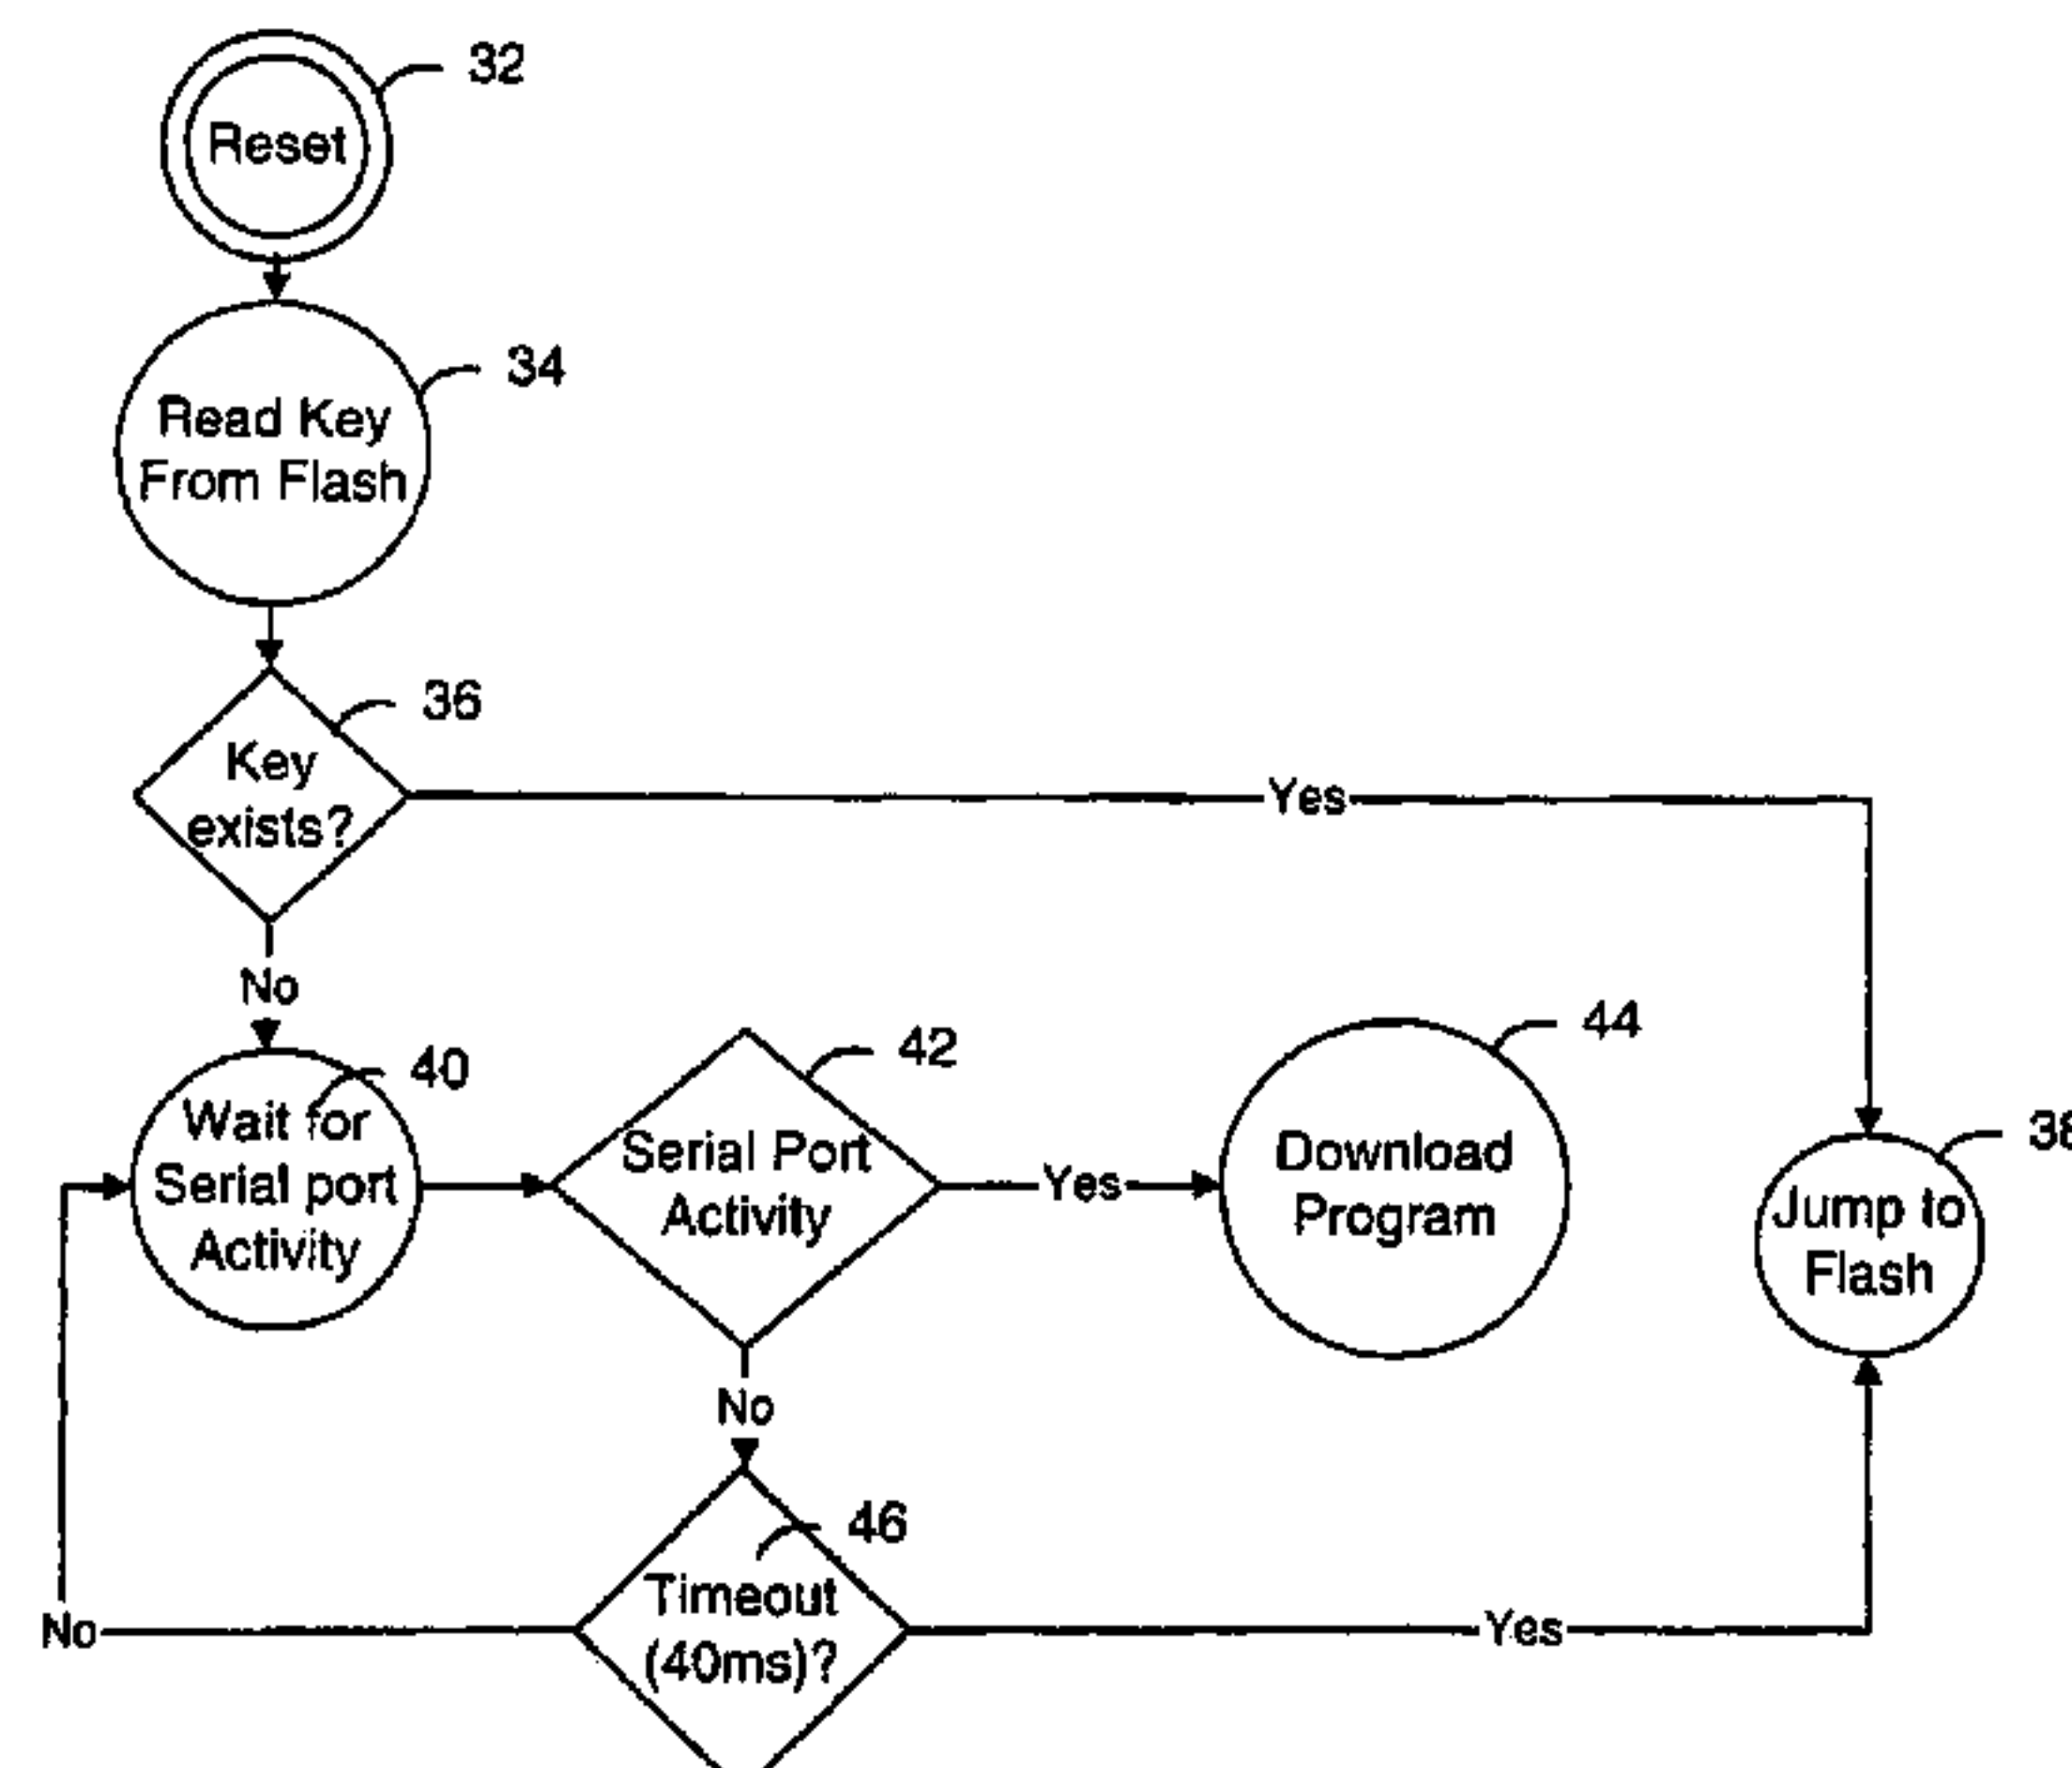 32
Reset
34
Read Key
From Flash
36
Key
exists?
Yes
No
40
Wait for
Serial port
Activity
42
Serial Port
Activity
Yes
44
Download
Program
38
Jump to
Flash
No
46
Timeout
(40ms)?
No
Yes